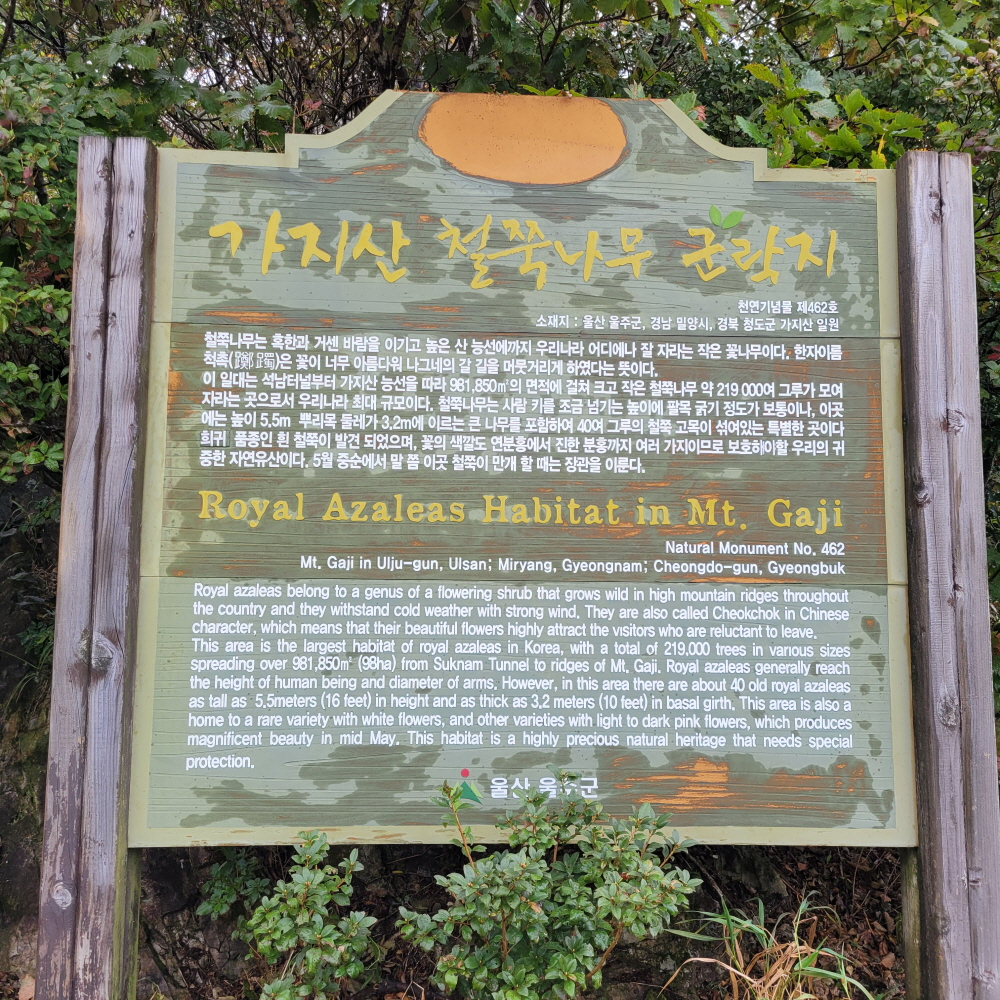 가지산 철쭉나무 군락지
천연기념물 제462호
소재지 : 울산 울주군, 경남 밀양시, 경북 청도군 가지산 일원
철쭉나무는 혹한과 거센 바람을 이기고 높은 산 능선에까지 우리나라 어디에나 잘 자라는 작은 꽃나무이다. 한자이름
척촉(躑躅)은 꽃이 너무 아름다워 나그네의 갈 길을 머뭇거리게 하였다는 뜻이다.
이 일대는 석남터널부터 가지산 능선을 따라 981,850㎡의 면적에 걸쳐 크고 작은 철쭉나무 약 219 000여 그루가 모여
자라는 곳으로서 우리나라 최대 규모이다. 철쭉나무는 사람 키를 조금 넘기는 높이에 팔목 굵기 정도가 보통이나, 이곳
에는 높이 5.5m 뿌리목 둘레가 3.2m에 이르는 큰 나무를 포함하여 40여 그루의 철쭉 고목이 섞여있는 특별한 곳이다
희귀 품종인 흰 철쭉이 발견 되었으며, 꽃의 색깔도 연분홍에서 진한 분홍까지 여러 가지이므로 보호해야할 우리의 귀
중한 자연유산이다. 5월 중순에서 말 쯤 이곳 철쭉이 만개 할 때는 장관을 이룬다.
Royal Azaleas Habitat in Mt. Gaji
Natural Monument No. 462
Mt. Gaji in Ulju-gun, Ulsan; Miryang, Gyeongnam; Cheongdo-gun, Gyeongbuk
Royal azaleas belong to a genus of a flowering shrub that grows wild in high mountain ridges throughout
the country and they withstand cold weather with strong wind. They are also called Cheokchok in Chinese
character, which means that their beautiful flowers highly attract the visitors who are reluctant to leave.
This area is the largest habitat of royal azaleas in Korea, with a total of 219,000 trees in various sizes
spreading over 981,850㎡ (98ha) from Suknam Tunnel to ridges of Mt. Gaji. Royal azaleas generally reach
the height of human being and diameter of arms. However, in this area there are about 40 old royal azaleas
as tall as 5.5meters (16 feet) in height and as thick as 3.2 meters (10 feet) in basal girth. This area is also a
home to a rare variety with white flowers, and other varieties with light to dark pink flowers, which produces
magnificent beauty in mid May. This habitat is a highly precious natural heritage that needs special
protection.
울산 울주군